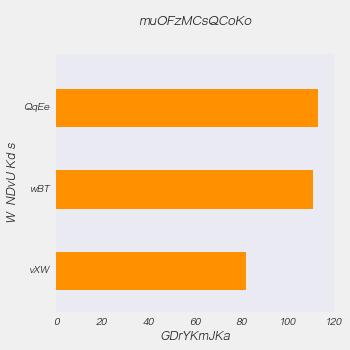 muOFzMCsQCoKo
QqEe
wBT
vXW
W NDvU Kd s
0 20 40 60 80 100 120
GDrYKmJKa